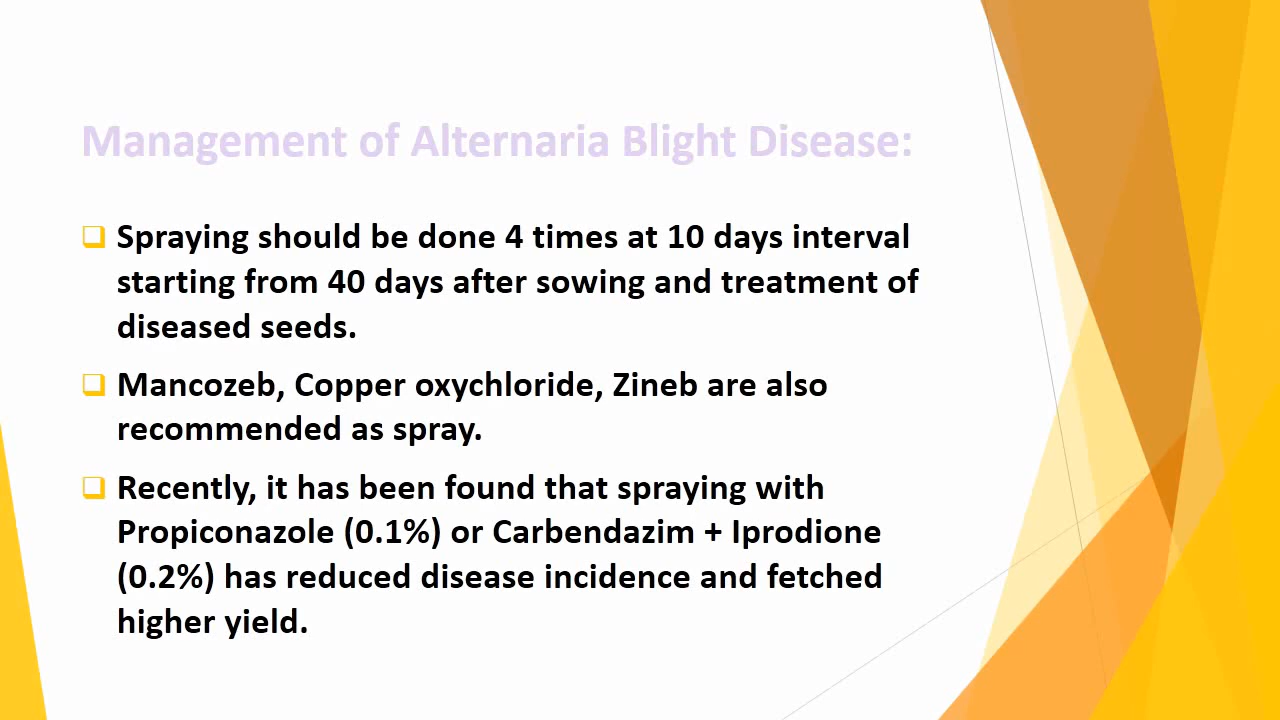 Management of Alternaria Blight Disease:
Spraying should be done 4 times at 10 days interval
starting from 40 days after sowing and treatment of
diseased seeds.
Mancozeb, Copper oxychloride, Zineb are also
recommended as spray.
Recently, it has been found that spraying with
Propiconazole (0.1%) or Carbendazim + Iprodione
(0.2%) has reduced disease incidence and fetched
higher yield.